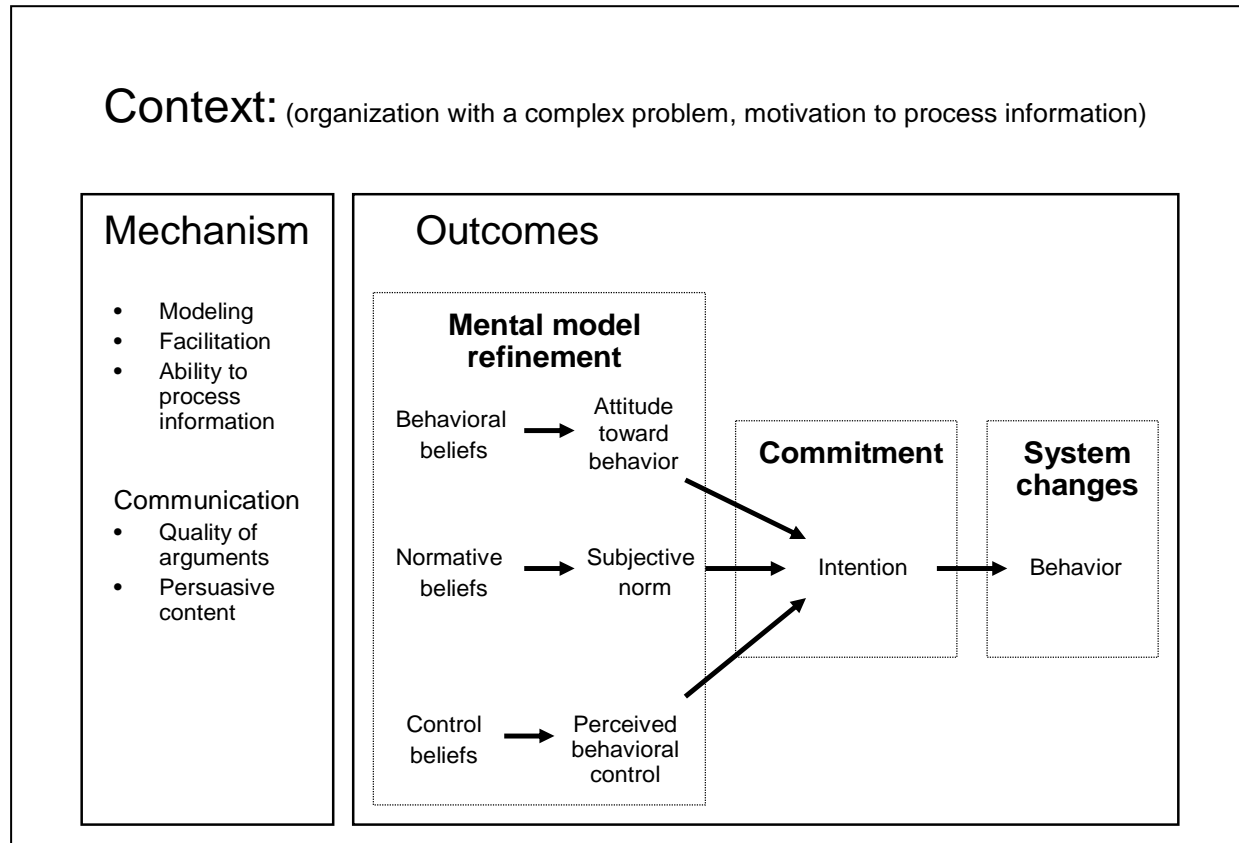 Context: (organization with a complex problem, motivation to process information)
Mechanism
• Modeling
• Facilitation
• Ability to
process
information
Communication
• Quality of
arguments
• Persuasive
content
Outcomes
Mental model
refinement
Behavioral
beliefs
Attitude
toward
behavior
Normative
beliefs
Subjective
norm
Control
beliefs
Perceived
behavioral
control
Commitment
Intention
System
changes
Behavior